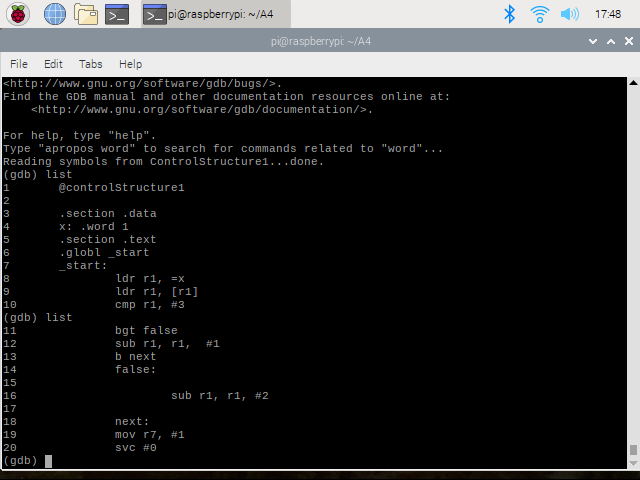 pi@raspberrypi: ~/A4
17:48
pi@raspberrypi: ~/A4
File Edit Tabs Help
<http://www.gnu.org/software/gdb/bugs/>.
Find the GDB manual and other documentation resources online at:
    <http://www.gnu.org/software/gdb/documentation/>.

For help, type "help".
Type "apropos word" to search for commands related to "word"...
Reading symbols from ControlStructure1...done.
(gdb) list
1       @controlStructure1
2
3       .section .data
4       x: .word 1
5       .section .text
6       .globl _start
7       _start:
8               ldr r1, =x
9               ldr r1, [r1]
10              cmp r1, #3
(gdb) list
11              bgt false
12              sub r1, r1,  #1
13              b next
14              false:
15
16                      sub r1, r1, #2
17
18              next:
19              mov r7, #1
20              svc #0
(gdb)